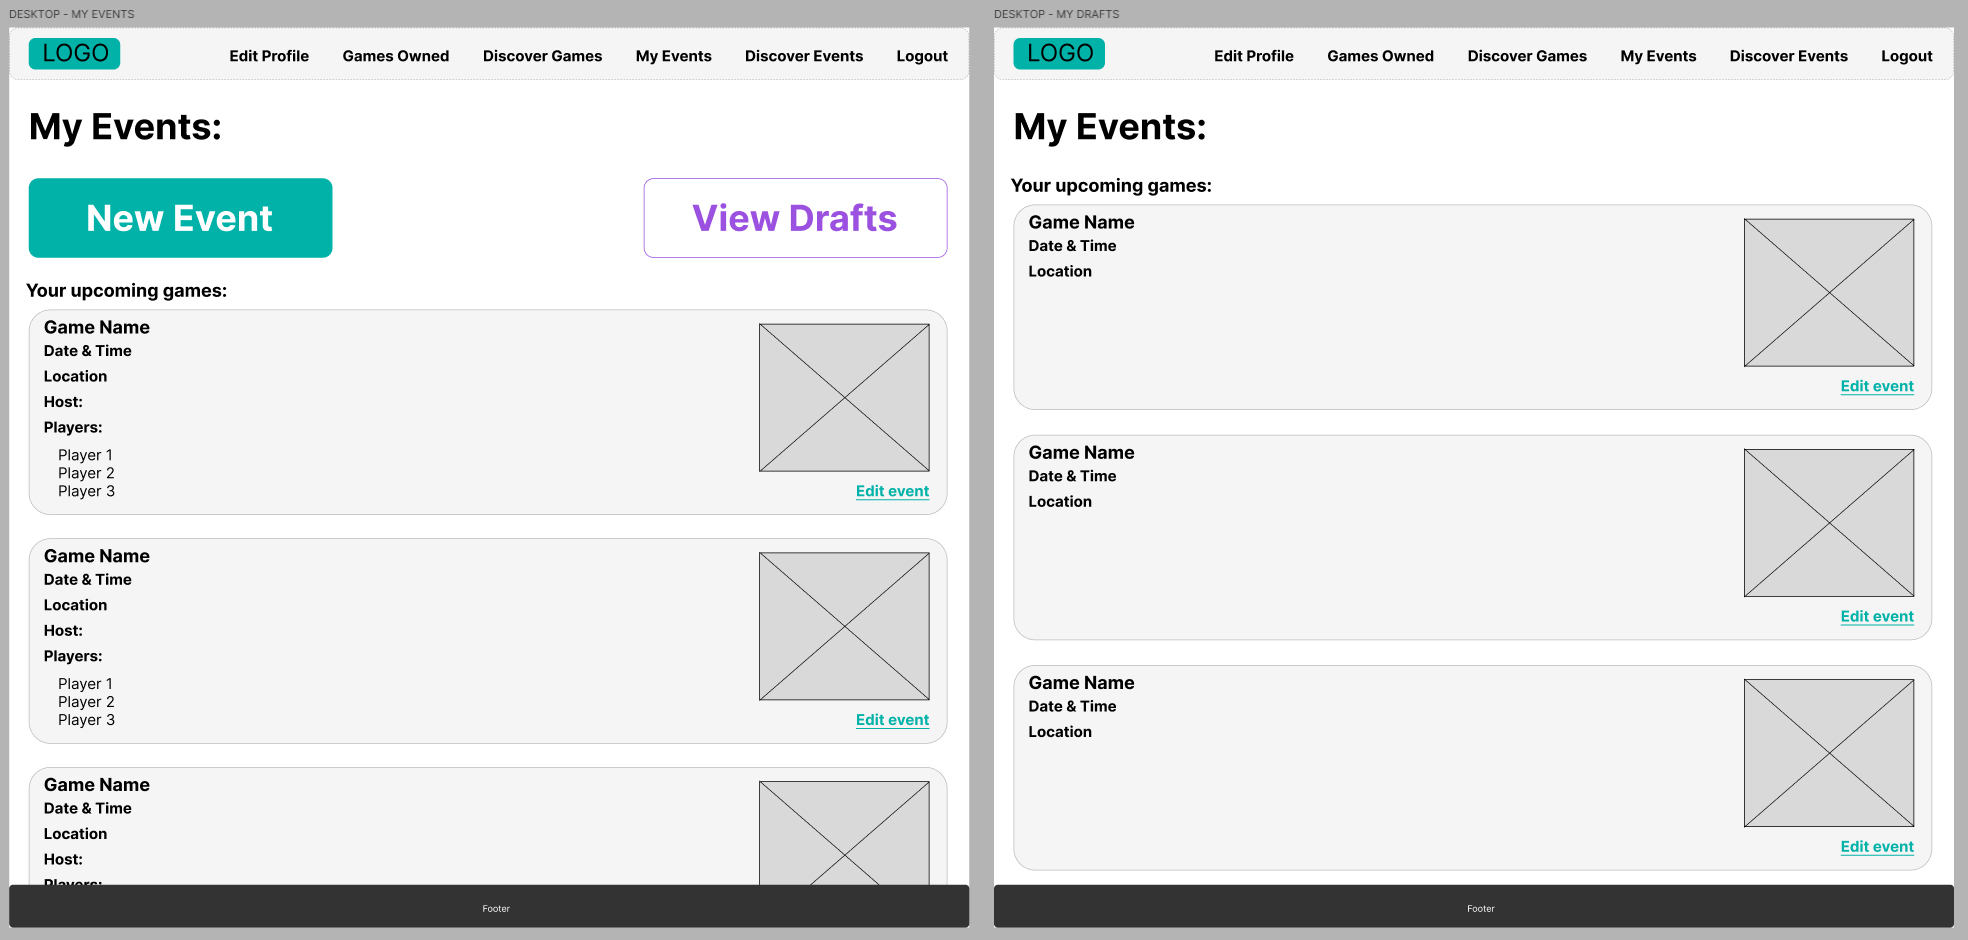 DESKTOP - MY EVENTS
LOGO
Edit Profile Games Owned Discover Games My Events Discover Events Logout
My Events:
New Event
View Drafts
Your upcoming games:
Game Name
Date & Time
Location
Host:
Players:
Player 1
Player 2
Player 3
Edit event
Game Name
Date & Time
Location
Host:
Players:
Player 1
Player 2
Player 3
Edit event
Game Name
Date & Time
Location
Host:
Players:
Footer
DESKTOP - MY DRAFTS
LOGO
Edit Profile Games Owned Discover Games My Events Discover Events Logout
My Events:
Your upcoming games:
Game Name
Date & Time
Location
Edit event
Game Name
Date & Time
Location
Edit event
Game Name
Date & Time
Location
Edit event
Footer